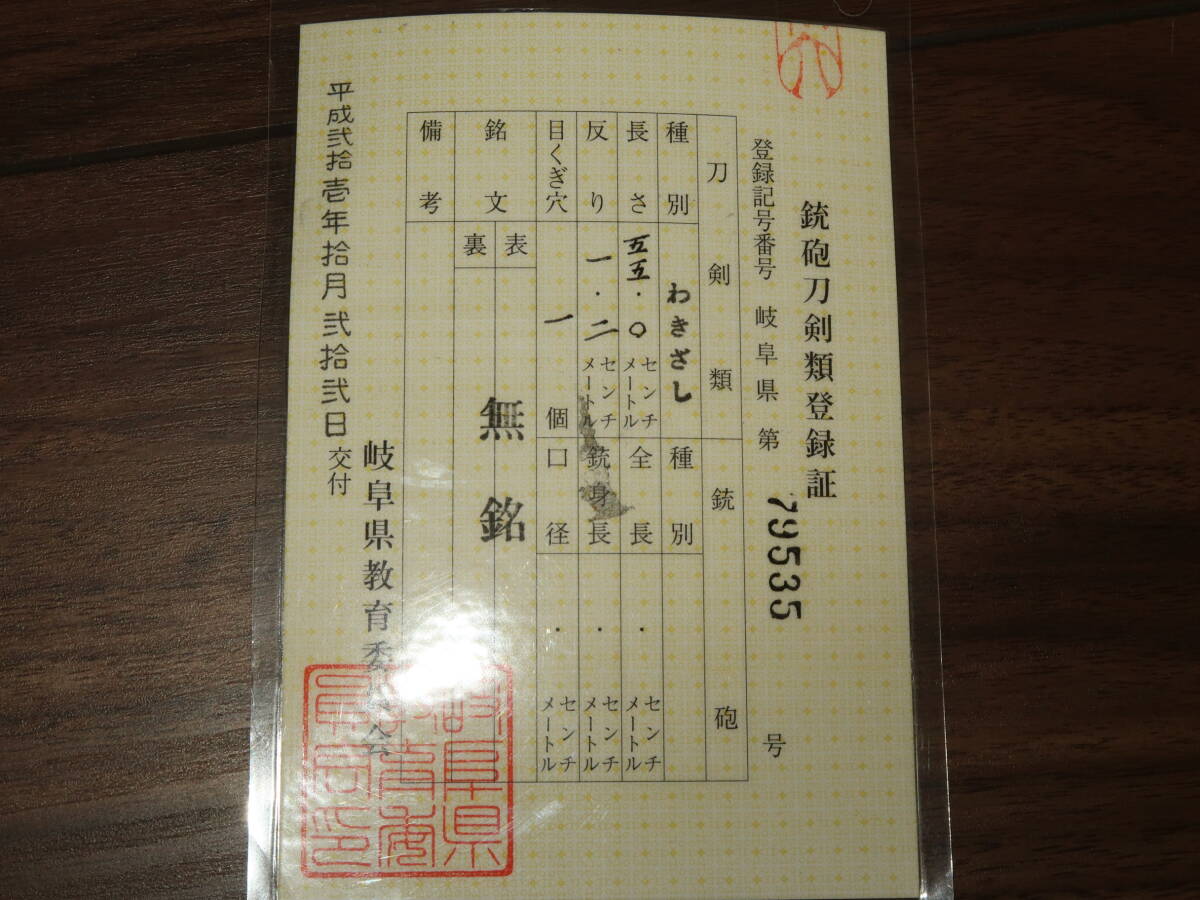 銃砲刀剣類登録証
登録記号番号 岐阜県 第 79535 号
刀剣類 銃砲
種別 わきざし 種別
長さ 五五・〇 センチメートル 全長 ・ センチメートル
反り 一・二 センチメートル 銃身長 ・ センチメートル
目くぎ穴 一 個 口径 ・ センチメートル
銘文 表
裏
無銘
備考
岐阜県教育委員会
平成弐拾壱年拾月弐拾弐日 交付